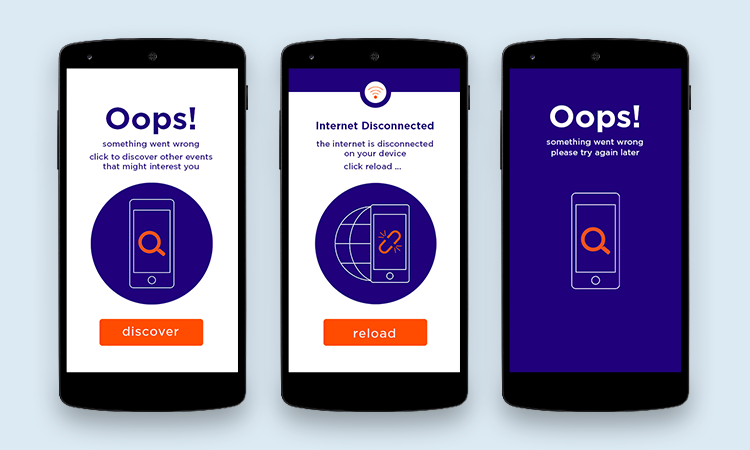 Oops!
something went wrong
click to discover other events
that might interest you
discover
Internet Disconnected
the internet is disconnected
on your device
click reload ...
reload
Oops!
something went wrong
please try again later